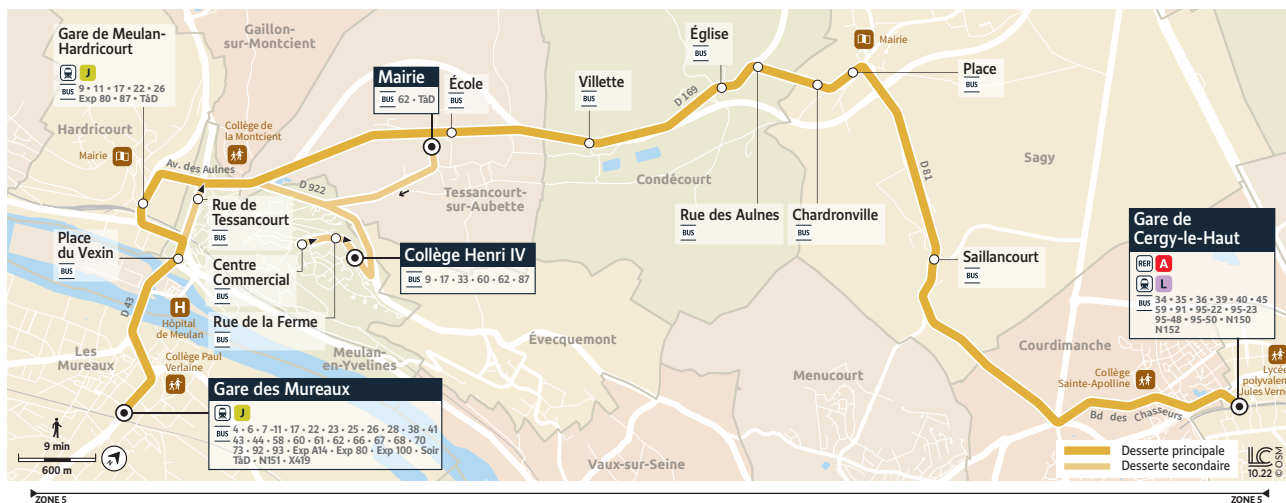 Gare de Meulan-
Hardricourt
J
BUS 9 • 11 • 17 • 22 • 26
Exp 80 • 87 • TàD
Gaillon-
sur-Montcient
Hardricourt
Mairie
Collège de
la Montcient
Av. des Aulnes
D 922
Mairie
BUS 62 • TàD
École
BUS
Villette
BUS
Église
BUS
D 169
Mairie
Place
BUS
Tessancourt-
sur-Aubette
Condécourt
Sagy
D 81
Rue de
Tessancourt
BUS
Place
du Vexin
BUS
Centre
Commercial
BUS
Rue de la Ferme
BUS
Collège Henri IV
BUS 9 • 17 • 33 • 60 • 62 • 87
Rue des Aulnes
BUS
Chardronville
BUS
Saillancourt
BUS
Gare de
Cergy-le-Haut
RER A
L
BUS 34 • 35 • 36 • 39 • 40 • 45
59 • 91 • 95-22 • 95-23
95-48 • 95-50 • N150
N152
D 43
H
Hôpital
de Meulan
Les
Mureaux
Collège Paul
Verlaine
Meulan-
en-Yvelines
Évecquemont
Menucourt
Courdimanche
Collège
Sainte-Apolline
Lycée
polyvalent
Jules Verne
Bd des Chasseurs
Gare des Mureaux
J
BUS 4 • 6 • 7 •11 • 17 • 22 • 23 • 25 • 26 • 28 • 38 • 41
43 • 44 • 58 • 60 • 61 • 62 • 66 • 67 • 68 • 70
73 • 92 • 93 • Exp A14 • Exp 80 • Exp 100 • Soir
TàD • N151 • X419
Vaux-sur-Seine
9 min
600 m
Desserte principale
Desserte secondaire
LC
10.22
© OSM
ZONE 5
ZONE 5